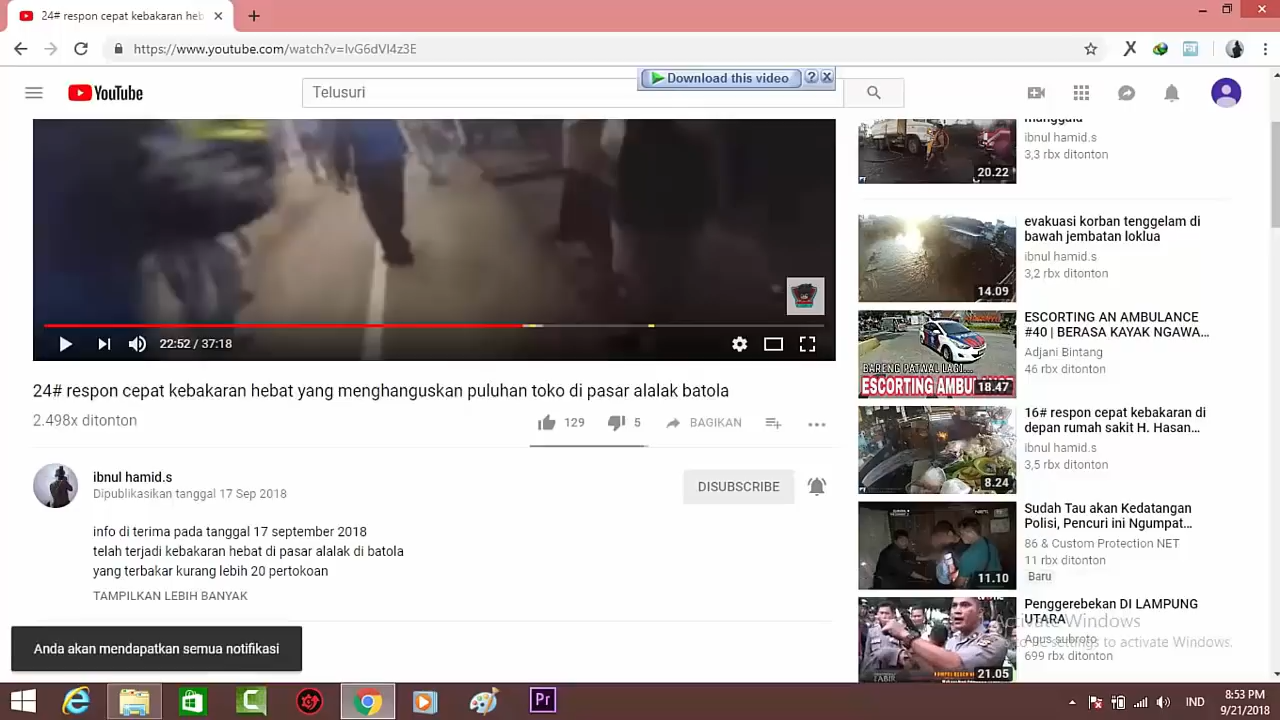 24# respon cepat kebakaran heb
https://www.youtube.com/watch?v=IvG6dVI4z3E
Download this video
?
YouTube
Telusuri
22:52 / 37:18
24# respon cepat kebakaran hebat yang menghanguskan puluhan toko di pasar alalak batola
2.498x ditonton
129
5
BAGIKAN
ibnul hamid.s
Dipublikasikan tanggal 17 Sep 2018
DISUBSCRIBE
info di terima pada tanggal 17 september 2018
telah terjadi kebakaran hebat di pasar alalak di batola
yang terbakar kurang lebih 20 pertokoan
TAMPILKAN LEBIH BANYAK
Anda akan mendapatkan semua notifikasi
manggala
ibnul hamid.s
3,3 rbx ditonton
20.22
evakuasi korban tenggelam di
bawah jembatan loklua
ibnul hamid.s
3,2 rbx ditonton
14.09
ESCORTING AN AMBULANCE
#40 | BERASA KAYAK NGAWA...
Adjani Bintang
46 rbx ditonton
BARENG PATWAL LAGI...
ESCORTING AMB
18.47
16# respon cepat kebakaran di
depan rumah sakit H. Hasan...
ibnul hamid.s
3,5 rbx ditonton
8.24
Sudah Tau akan Kedatangan
Polisi, Pencuri ini Ngumpat...
86 & Custom Protection NET
11 rbx ditonton
Baru
11.10
Penggerebekan DI LAMPUNG
UTARA
Agus subroto
699 rbx ditonton
21.05
Activate Windows
to PC settings to activate Windows.
Pr
IND
8:53 PM
9/21/2018